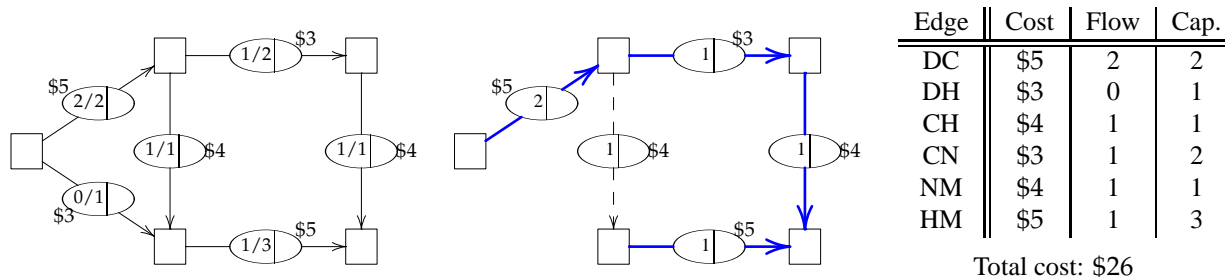 $5
2/2
0/1
$3
1/2
$3
1/1
$4
1/1
$4
1/3
$5
$5
2
1
$3
1
$4
1
$4
1
$5
Edge Cost Flow Cap.
DC $5 2 2
DH $3 0 1
CH $4 1 1
CN $3 1 2
NM $4 1 1
HM $5 1 3
Total cost: $26